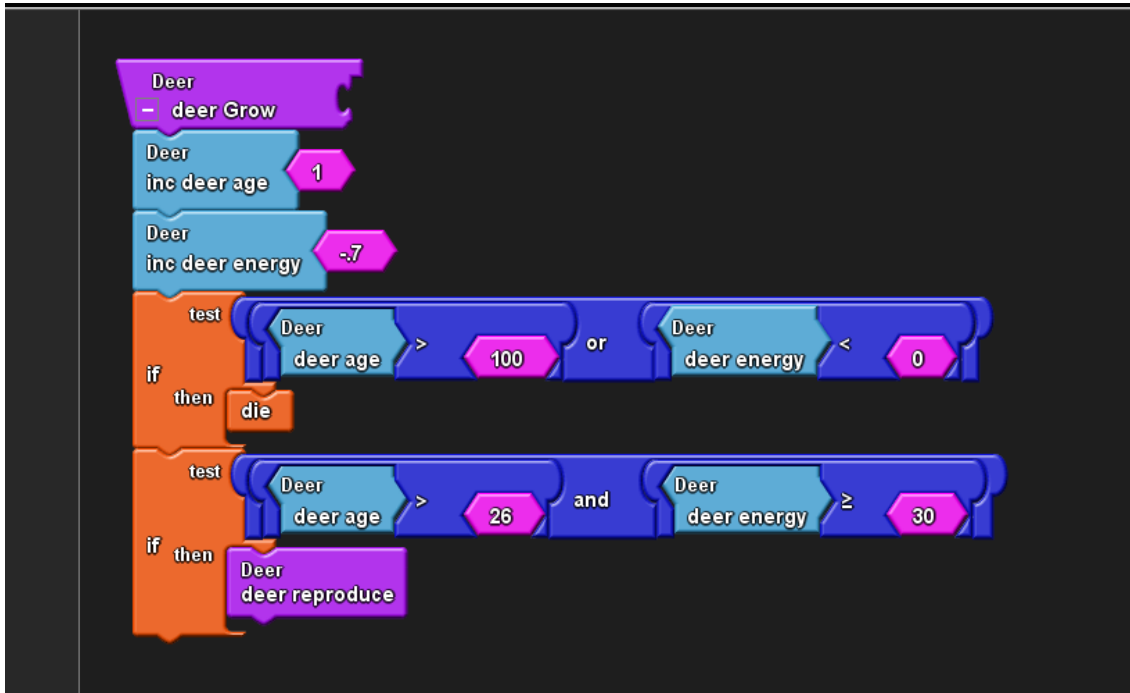 Deer
− deer Grow
Deer
inc deer age 1
Deer
inc deer energy -.7
test
Deer
deer age > 100 or
Deer
deer energy < 0
if
then die
test
Deer
deer age > 26 and
Deer
deer energy ≥ 30
if
then
Deer
deer reproduce